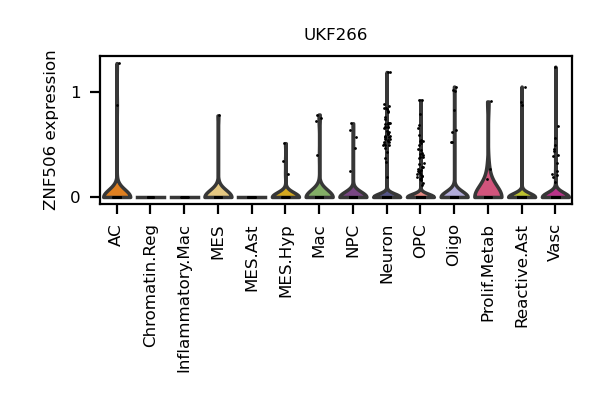 UKF266
ZNF506 expression
1
0
AC
Chromatin.Reg
Inflammatory.Mac
MES
MES.Ast
MES.Hyp
Mac
NPC
Neuron
OPC
Oligo
Prolif.Metab
Reactive.Ast
Vasc